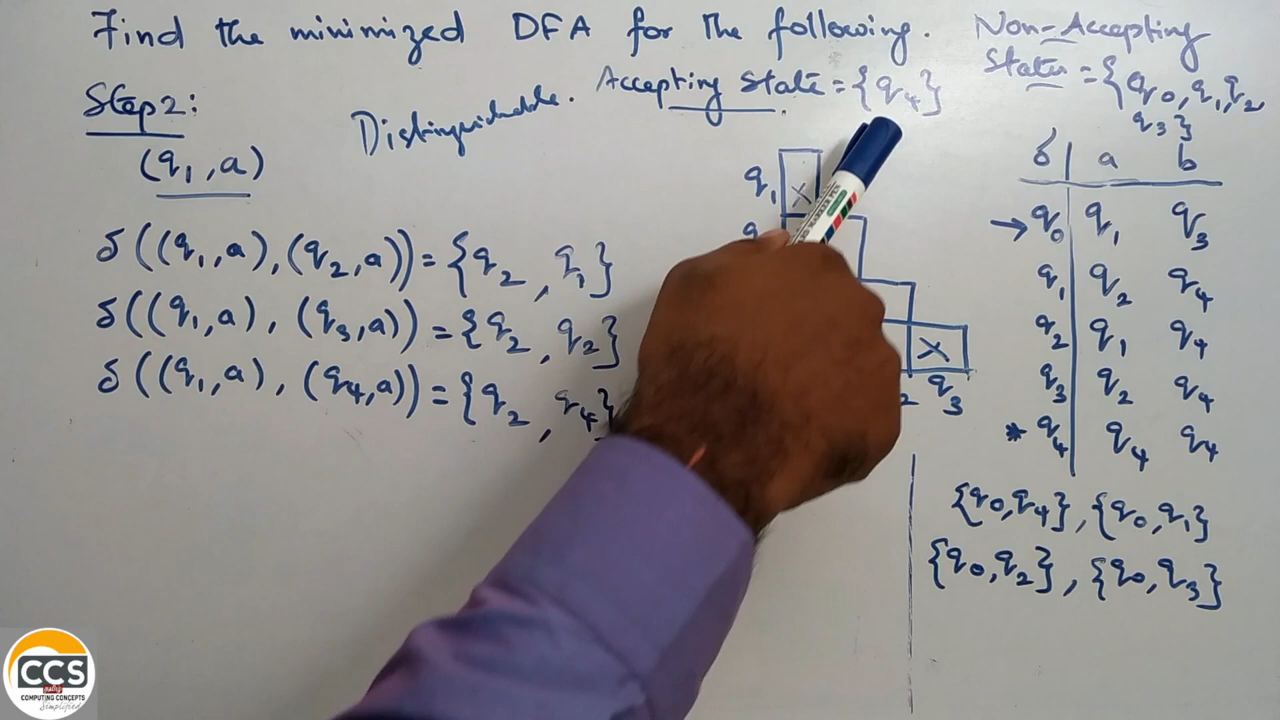 Find the minimized DFA for the following. Non-Accepting
States = {q0, q1, q2
q3}
Step 2: Distinguishable. Accepting State = {q4}
(q1, a)
δ((q1, a), (q2, a)) = {q2, q1}
δ((q1, a), (q3, a)) = {q2, q2}
δ((q1, a), (q4, a)) = {q2, q4}
q1 X
X
q3
δ a b
→ q0 q1 q3
q1 q2 q4
q2 q1 q4
q3 q2 q4
* q4 q4 q4
{q0, q4}, {q0, q1}
{q0, q2}, {q0, q3}
CCS
COMPUTING CONCEPTS
Simplified